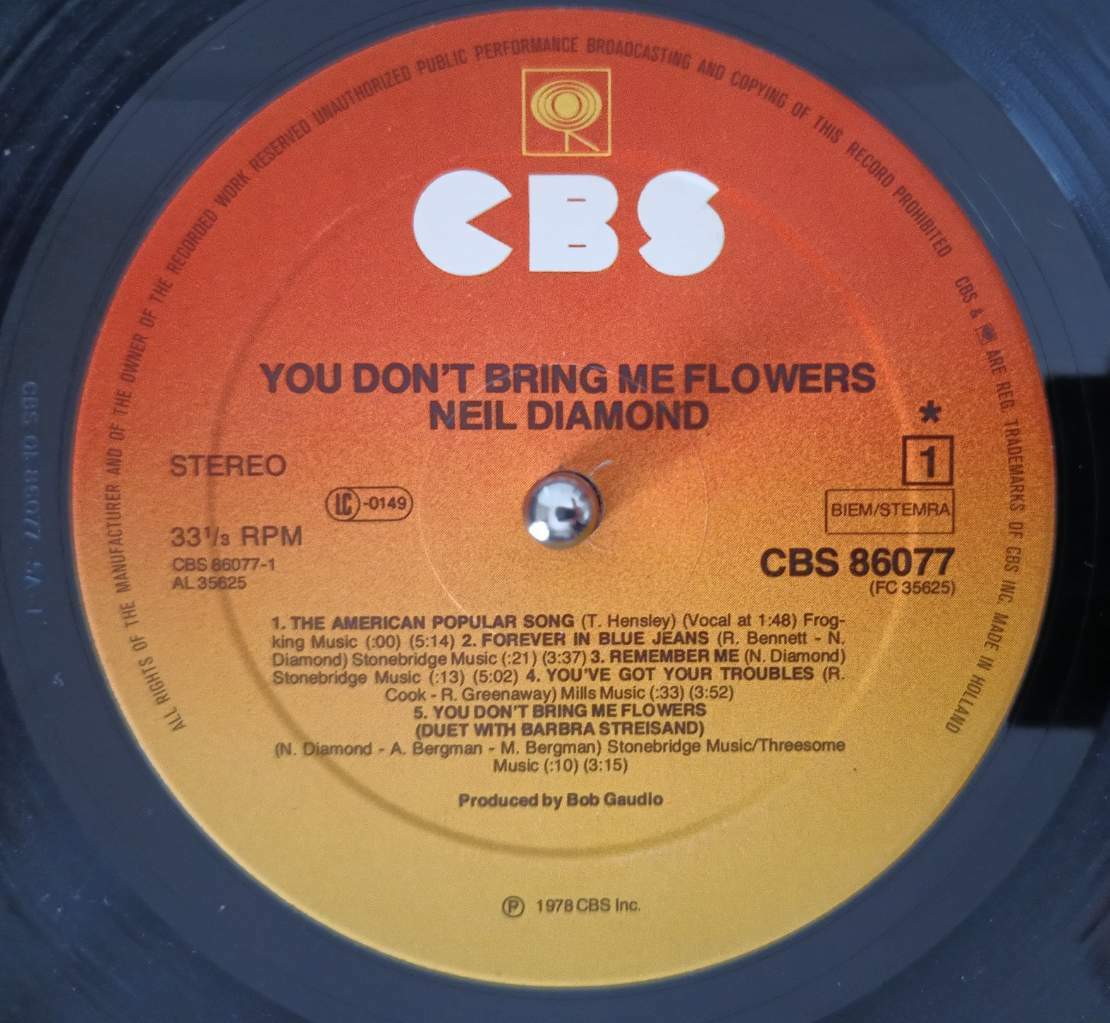 ALL RIGHTS OF THE MANUFACTURER AND OF THE OWNER OF THE RECORDED WORK RESERVED UNAUTHORIZED PUBLIC PERFORMANCE BROADCASTING AND COPYING OF THIS RECORD PROHIBITED CBS & ARE REG. TRADEMARKS OF CBS INC. MADE IN HOLLAND
CBS
YOU DON'T BRING ME FLOWERS
NEIL DIAMOND
*
STEREO
1
LC-0149
BIEM/STEMRA
33⅓ RPM
CBS 86077
CBS 86077-1
(FC 35625)
AL 35625
1. THE AMERICAN POPULAR SONG (T. Hensley) (Vocal at 1:48) Frog-
king Music (:00) (5:14) 2. FOREVER IN BLUE JEANS (R. Bennett - N.
Diamond) Stonebridge Music (:21) (3:37) 3. REMEMBER ME (N. Diamond)
Stonebridge Music (:13) (5:02) 4. YOU'VE GOT YOUR TROUBLES (R.
Cook - R. Greenaway) Mills Music (:33) (3:52)
5. YOU DON'T BRING ME FLOWERS
(DUET WITH BARBRA STREISAND)
(N. Diamond - A. Bergman - M. Bergman) Stonebridge Music/Threesome
Music (:10) (3:15)
Produced by Bob Gaudio
℗ 1978 CBS Inc.